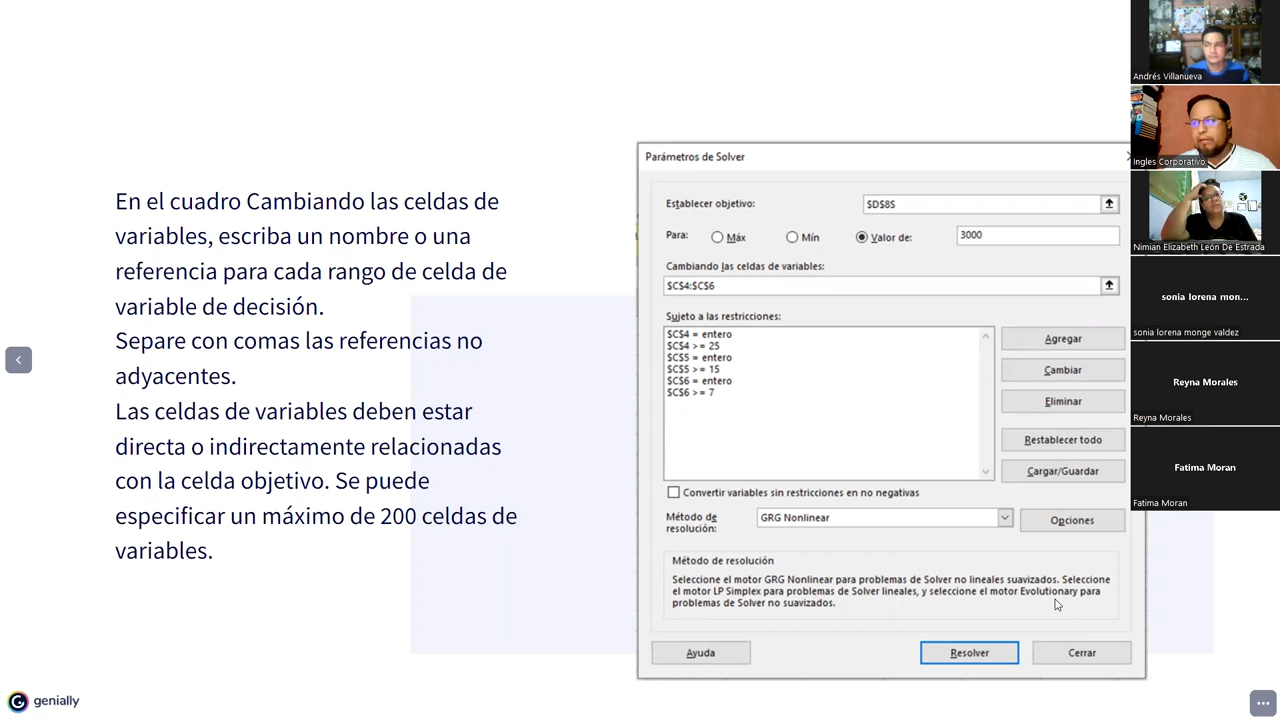 En el cuadro Cambiando las celdas de
variables, escriba un nombre o una
referencia para cada rango de celda de
variable de decisión.
Separe con comas las referencias no
adyacentes.
Las celdas de variables deben estar
directa o indirectamente relacionadas
con la celda objetivo. Se puede
especificar un máximo de 200 celdas de
variables.
genially
Parámetros de Solver
Establecer objetivo:
$D$8S
Para:
Máx
Mín
Valor de:
3000
Cambiando las celdas de variables:
$C$4:$C$6
Sujeto a las restricciones:
$C$4 = entero
$C$4 >= 25
$C$5 = entero
$C$5 >= 15
$C$6 = entero
$C$6 >= 7
Agregar
Cambiar
Eliminar
Restablecer todo
Cargar/Guardar
Convertir variables sin restricciones en no negativas
Método de
resolución:
GRG Nonlinear
Opciones
Método de resolución
Seleccione el motor GRG Nonlinear para problemas de Solver no lineales suavizados. Seleccione
el motor LP Simplex para problemas de Solver lineales, y seleccione el motor Evolutionary para
problemas de Solver no suavizados.
Ayuda
Resolver
Cerrar
Andrés Villanueva
Ingles Corporativo
Nimian Elizabeth León De Estrada
sonia lorena mon...
sonia lorena monge valdez
Reyna Morales
Reyna Morales
Fatima Moran
Fatima Moran